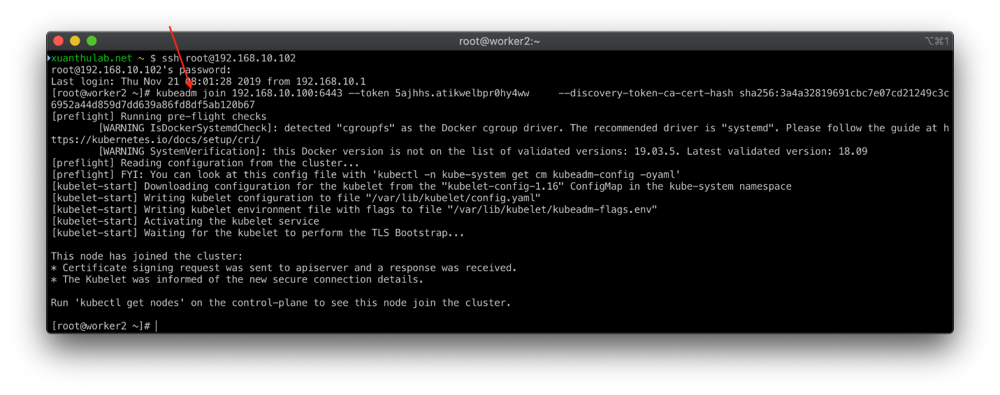 root@worker2:~
⌥⌘1
xuanthulab.net ~ $ ssh root@192.168.10.102
root@192.168.10.102's password:
Last login: Thu Nov 21 08:01:28 2019 from 192.168.10.1
[root@worker2 ~]# kubeadm join 192.168.10.100:6443 --token 5ajhhs.atikwelbpr0hy4ww     --discovery-token-ca-cert-hash sha256:3a4a32819691cbc7e07cd21249c3c
6952a44d859d7dd639a86fd8df5ab120b67
[preflight] Running pre-flight checks
        [WARNING IsDockerSystemdCheck]: detected "cgroupfs" as the Docker cgroup driver. The recommended driver is "systemd". Please follow the guide at h
ttps://kubernetes.io/docs/setup/cri/
        [WARNING SystemVerification]: this Docker version is not on the list of validated versions: 19.03.5. Latest validated version: 18.09
[preflight] Reading configuration from the cluster...
[preflight] FYI: You can look at this config file with 'kubectl -n kube-system get cm kubeadm-config -oyaml'
[kubelet-start] Downloading configuration for the kubelet from the "kubelet-config-1.16" ConfigMap in the kube-system namespace
[kubelet-start] Writing kubelet configuration to file "/var/lib/kubelet/config.yaml"
[kubelet-start] Writing kubelet environment file with flags to file "/var/lib/kubelet/kubeadm-flags.env"
[kubelet-start] Activating the kubelet service
[kubelet-start] Waiting for the kubelet to perform the TLS Bootstrap...

This node has joined the cluster:
* Certificate signing request was sent to apiserver and a response was received.
* The Kubelet was informed of the new secure connection details.

Run 'kubectl get nodes' on the control-plane to see this node join the cluster.

[root@worker2 ~]#